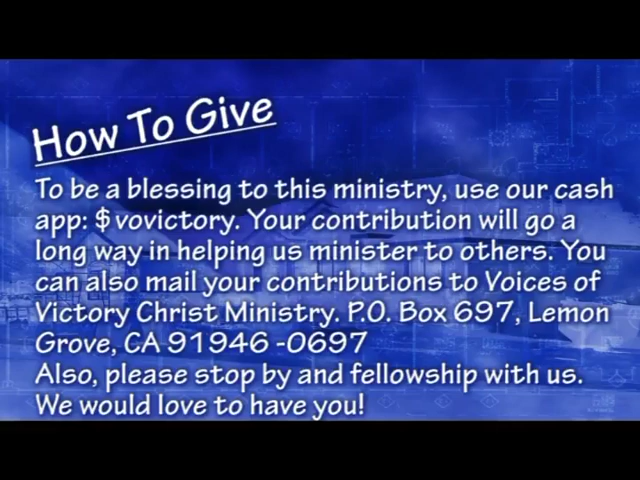 How To Give
To be a blessing to this ministry, use our cash
app: $vovictory. Your contribution will go a
long way in helping us minister to others. You
can also mail your contributions to Voices of
Victory Christ Ministry. P.O. Box 697, Lemon
Grove, CA 91946 -0697
Also, please stop by and fellowship with us.
We would love to have you!